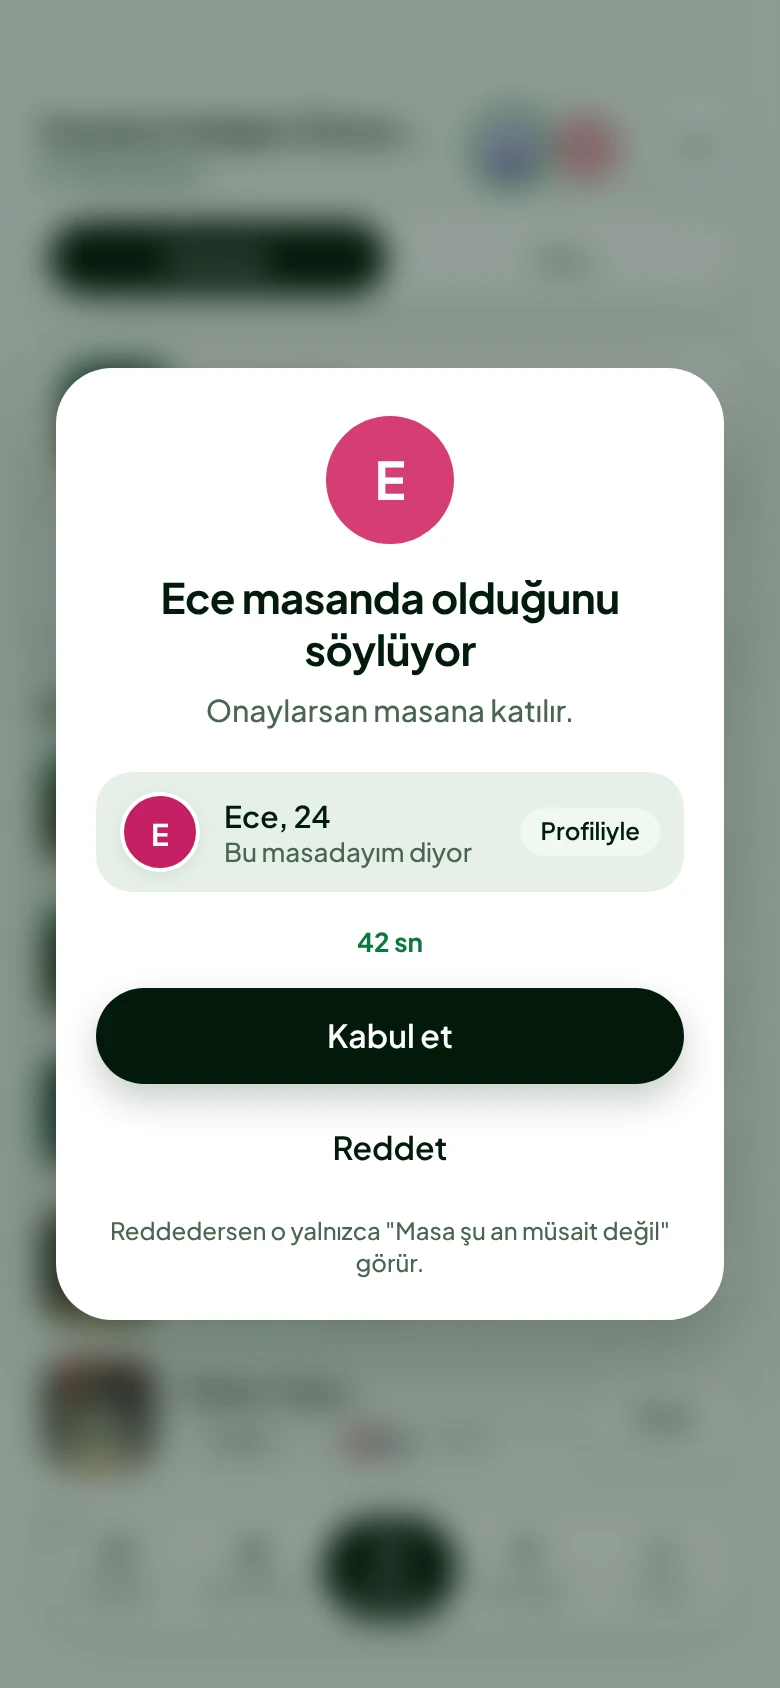 E
Ece masanda olduğunu
söylüyor
Onaylarsan masana katılır.
E
Ece, 24
Bu masadayım diyor
Profiliyle
42 sn
Kabul et
Reddet
Reddedersen o yalnızca "Masa şu an müsait değil"
görür.